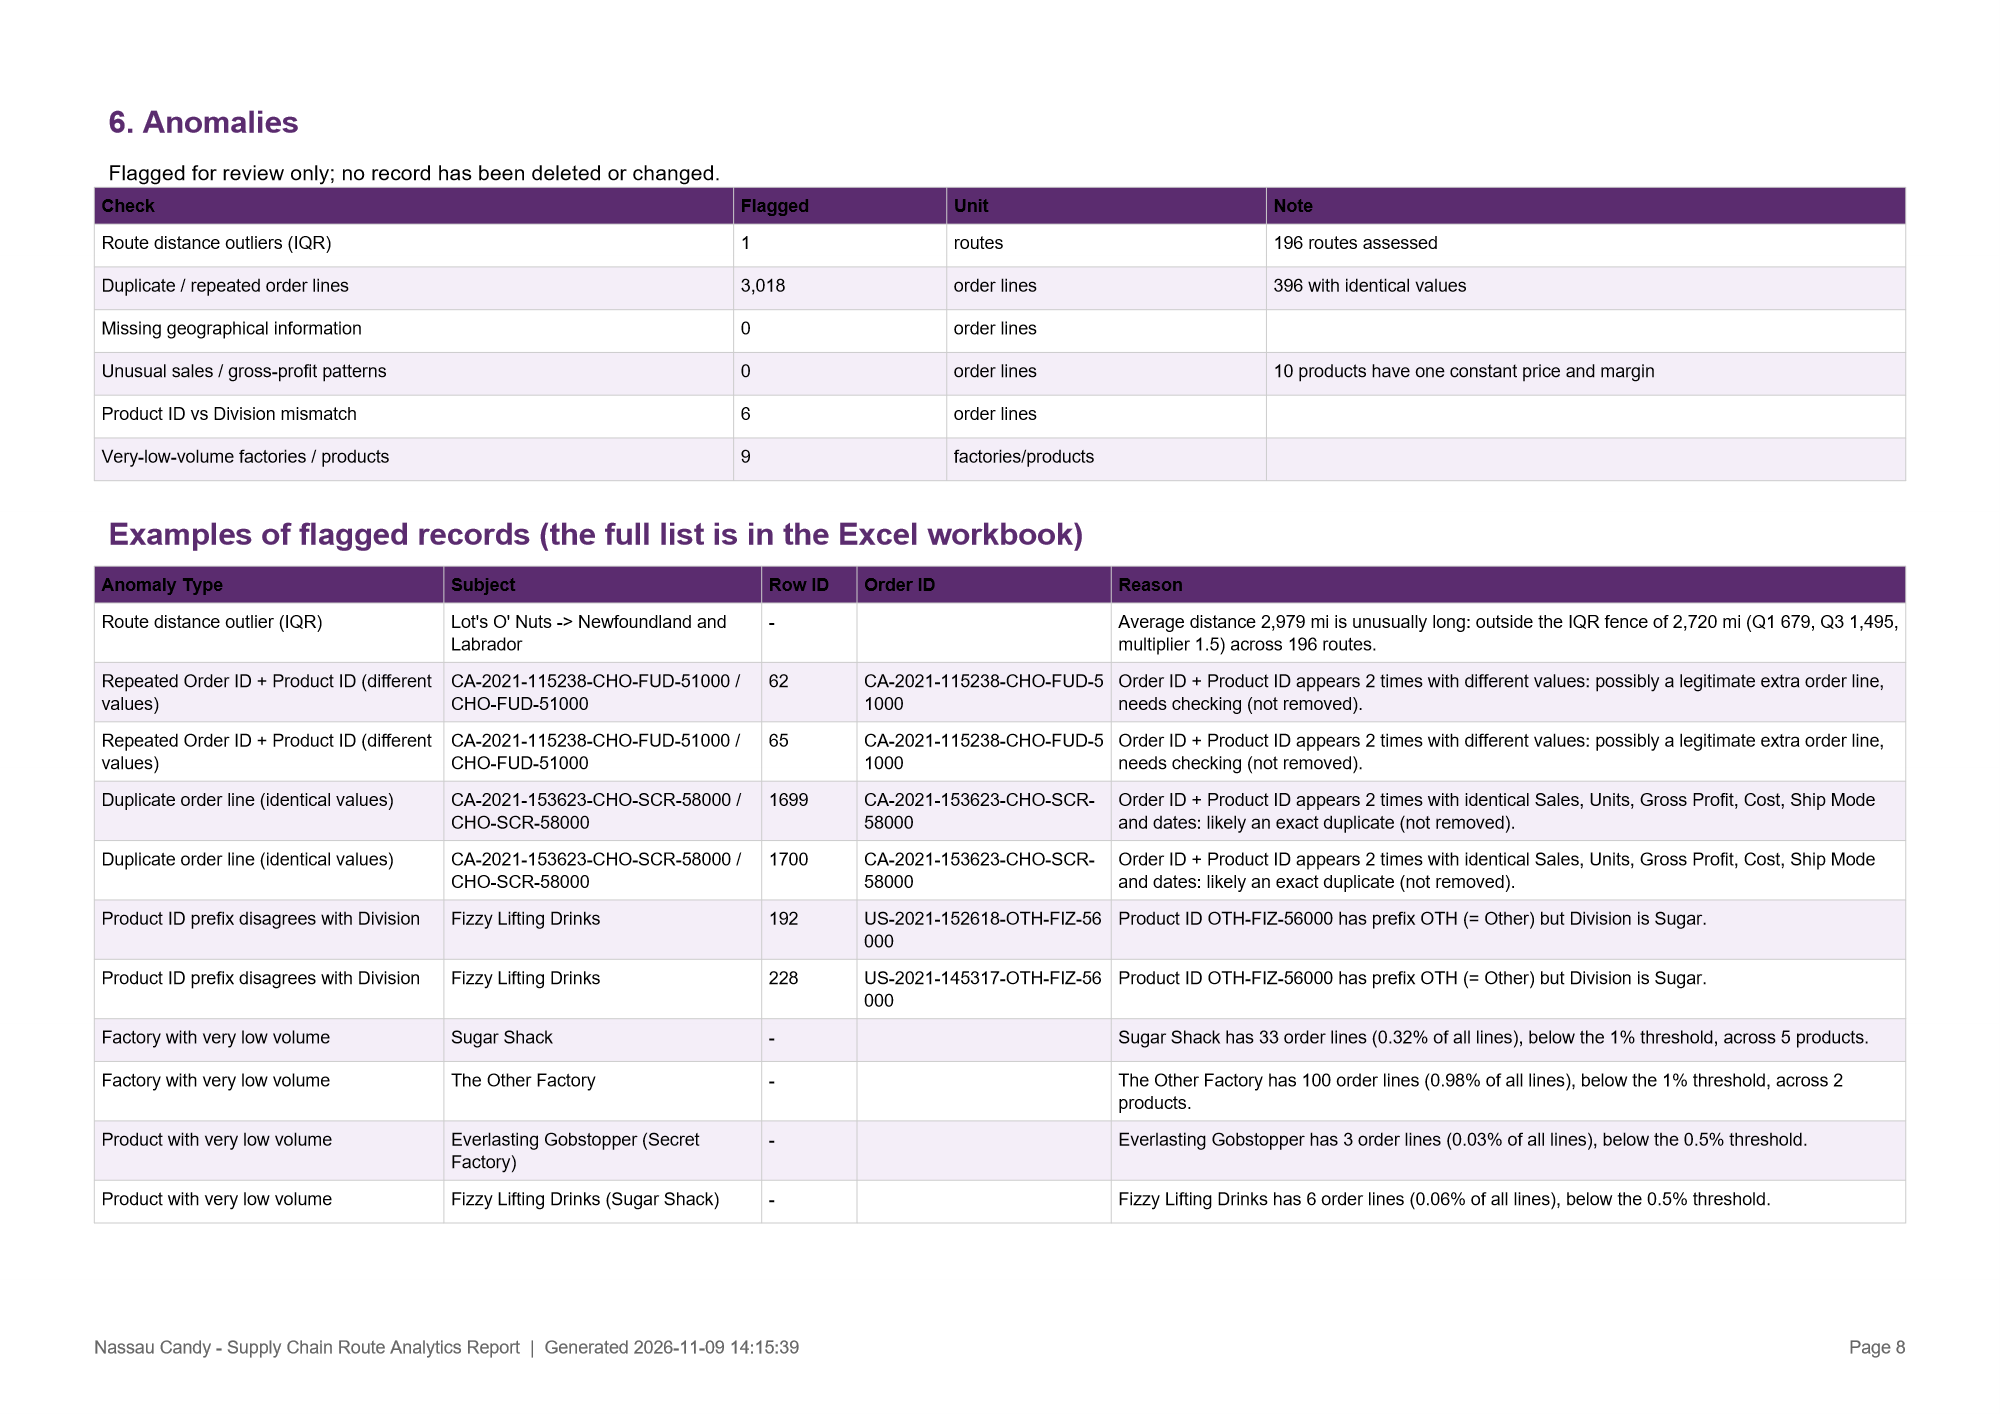 6. Anomalies
Flagged for review only; no record has been deleted or changed.
Check Flagged Unit Note
Route distance outliers (IQR) 1 routes 196 routes assessed
Duplicate / repeated order lines 3,018 order lines 396 with identical values
Missing geographical information 0 order lines
Unusual sales / gross-profit patterns 0 order lines 10 products have one constant price and margin
Product ID vs Division mismatch 6 order lines
Very-low-volume factories / products 9 factories/products
Examples of flagged records (the full list is in the Excel workbook)
Anomaly Type Subject Row ID Order ID Reason
Route distance outlier (IQR) Lot's O' Nuts -> Newfoundland and - Average distance 2,979 mi is unusually long: outside the IQR fence of 2,720 mi (Q1 679, Q3 1,495,
Labrador multiplier 1.5) across 196 routes.
Repeated Order ID + Product ID (different CA-2021-115238-CHO-FUD-51000 / 62 CA-2021-115238-CHO-FUD-5 Order ID + Product ID appears 2 times with different values: possibly a legitimate extra order line,
values) CHO-FUD-51000 1000 needs checking (not removed).
Repeated Order ID + Product ID (different CA-2021-115238-CHO-FUD-51000 / 65 CA-2021-115238-CHO-FUD-5 Order ID + Product ID appears 2 times with different values: possibly a legitimate extra order line,
values) CHO-FUD-51000 1000 needs checking (not removed).
Duplicate order line (identical values) CA-2021-153623-CHO-SCR-58000 / 1699 CA-2021-153623-CHO-SCR- Order ID + Product ID appears 2 times with identical Sales, Units, Gross Profit, Cost, Ship Mode
CHO-SCR-58000 58000 and dates: likely an exact duplicate (not removed).
Duplicate order line (identical values) CA-2021-153623-CHO-SCR-58000 / 1700 CA-2021-153623-CHO-SCR- Order ID + Product ID appears 2 times with identical Sales, Units, Gross Profit, Cost, Ship Mode
CHO-SCR-58000 58000 and dates: likely an exact duplicate (not removed).
Product ID prefix disagrees with Division Fizzy Lifting Drinks 192 US-2021-152618-OTH-FIZ-56 Product ID OTH-FIZ-56000 has prefix OTH (= Other) but Division is Sugar.
000
Product ID prefix disagrees with Division Fizzy Lifting Drinks 228 US-2021-145317-OTH-FIZ-56 Product ID OTH-FIZ-56000 has prefix OTH (= Other) but Division is Sugar.
000
Factory with very low volume Sugar Shack - Sugar Shack has 33 order lines (0.32% of all lines), below the 1% threshold, across 5 products.
Factory with very low volume The Other Factory - The Other Factory has 100 order lines (0.98% of all lines), below the 1% threshold, across 2
products.
Product with very low volume Everlasting Gobstopper (Secret - Everlasting Gobstopper has 3 order lines (0.03% of all lines), below the 0.5% threshold.
Factory)
Product with very low volume Fizzy Lifting Drinks (Sugar Shack) - Fizzy Lifting Drinks has 6 order lines (0.06% of all lines), below the 0.5% threshold.
Nassau Candy - Supply Chain Route Analytics Report | Generated 2026-11-09 14:15:39 Page 8